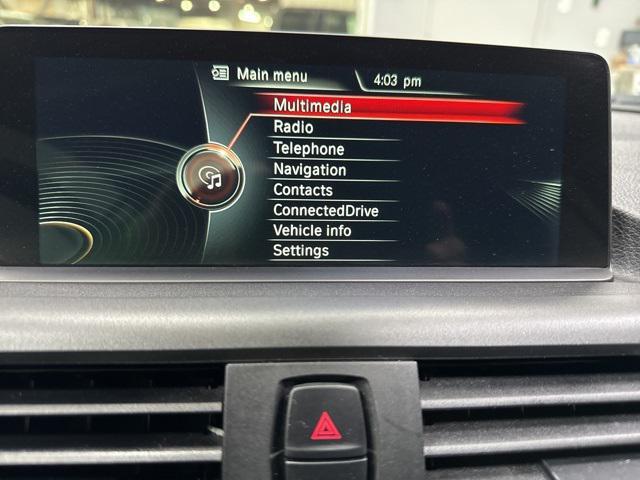 Main menu 4:03 pm
Multimedia
Radio
Telephone
Navigation
Contacts
ConnectedDrive
Vehicle info
Settings